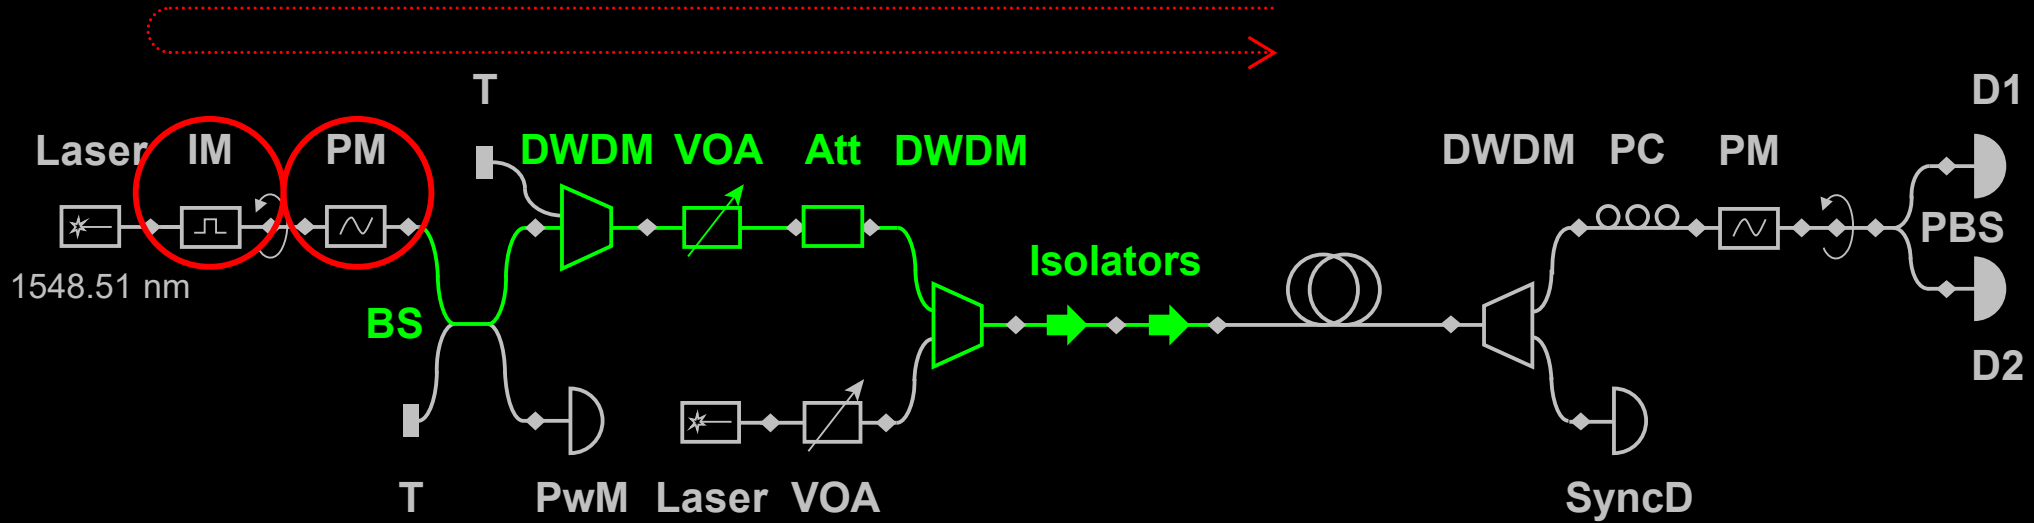 T
D1
Laser IM PM
DWDM VOA Att DWDM
DWDM PC PM
PBS
Isolators
1548.51 nm
BS
D2
T PwM Laser VOA
SyncD